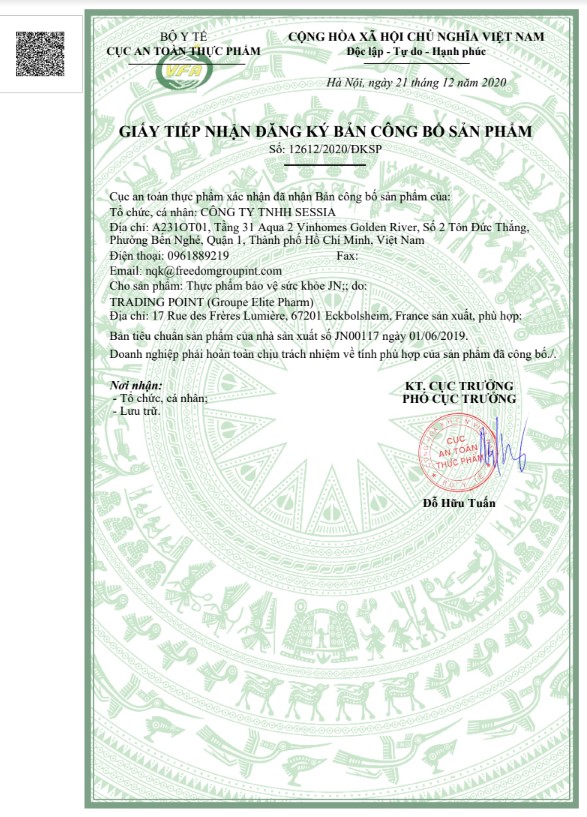 BỘ Y TẾ
CỤC AN TOÀN THỰC PHẨM
VFA
CỘNG HÒA XÃ HỘI CHỦ NGHĨA VIỆT NAM
Độc lập - Tự do - Hạnh phúc
Hà Nội, ngày 21 tháng 12 năm 2020
GIẤY TIẾP NHẬN ĐĂNG KÝ BẢN CÔNG BỐ SẢN PHẨM
Số: 12612/2020/ĐKSP
Cục an toàn thực phẩm xác nhận đã nhận Bản công bố sản phẩm của:
Tổ chức, cá nhân: CÔNG TY TNHH SESSIA
Địa chỉ: A231OT01, Tầng 31 Aqua 2 Vinhomes Golden River, Số 2 Tôn Đức Thắng,
Phường Bến Nghé, Quận 1, Thành phố Hồ Chí Minh, Việt Nam
Điện thoại: 0961889219 Fax:
Email: nqk@freedomgroupint.com
Cho sản phẩm: Thực phẩm bảo vệ sức khỏe JN;; do:
TRADING POINT (Groupe Elite Pharm)
Địa chỉ: 17 Rue des Frères Lumière, 67201 Eckbolsheim, France sản xuất, phù hợp:
Bản tiêu chuẩn sản phẩm của nhà sản xuất số JN00117 ngày 01/06/2019.
Doanh nghiệp phải hoàn toàn chịu trách nhiệm về tính phù hợp của sản phẩm đã công bố./.
Nơi nhận:
- Tổ chức, cá nhân;
- Lưu trữ.
KT. CỤC TRƯỞNG
PHÓ CỤC TRƯỞNG
CỤC
AN TOÀN
THỰC PHẨM
Đỗ Hữu Tuấn